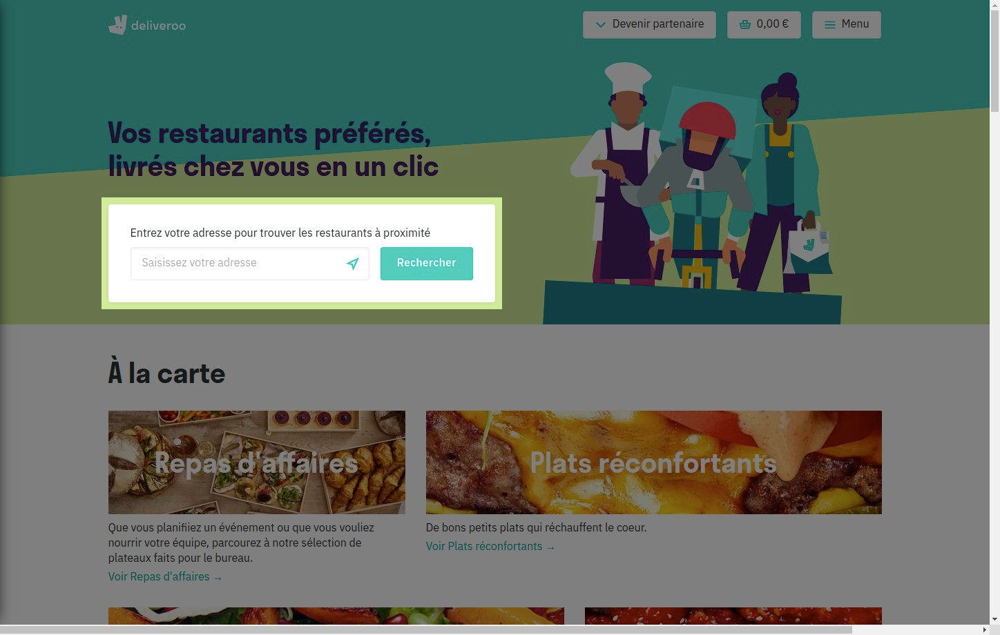 deliveroo
Devenir partenaire
0,00 €
Menu
Vos restaurants préférés,
livrés chez vous en un clic
Entrez votre adresse pour trouver les restaurants à proximité
Saisissez votre adresse
Rechercher
À la carte
Repas d'affaires
Plats réconfortants
Que vous planifiiez un événement ou que vous vouliez
nourrir votre équipe, parcourez à notre sélection de
plateaux faits pour le bureau.
Voir Repas d'affaires →
De bons petits plats qui réchauffent le coeur.
Voir Plats réconfortants →